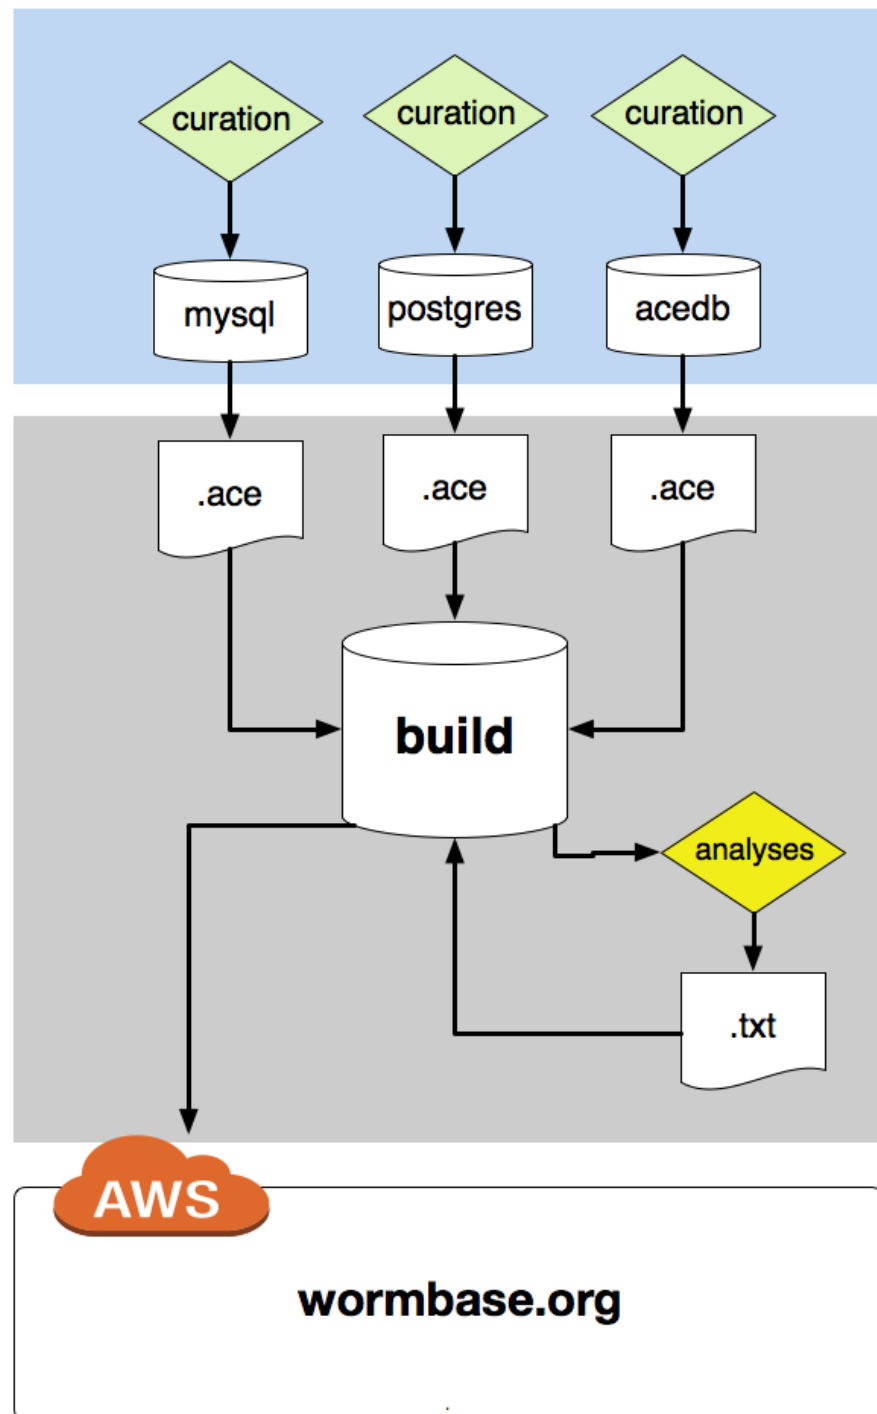 curation
curation
curation
mysql
postgres
acedb
.ace
.ace
.ace
build
analyses
.txt
AWS
wormbase.org